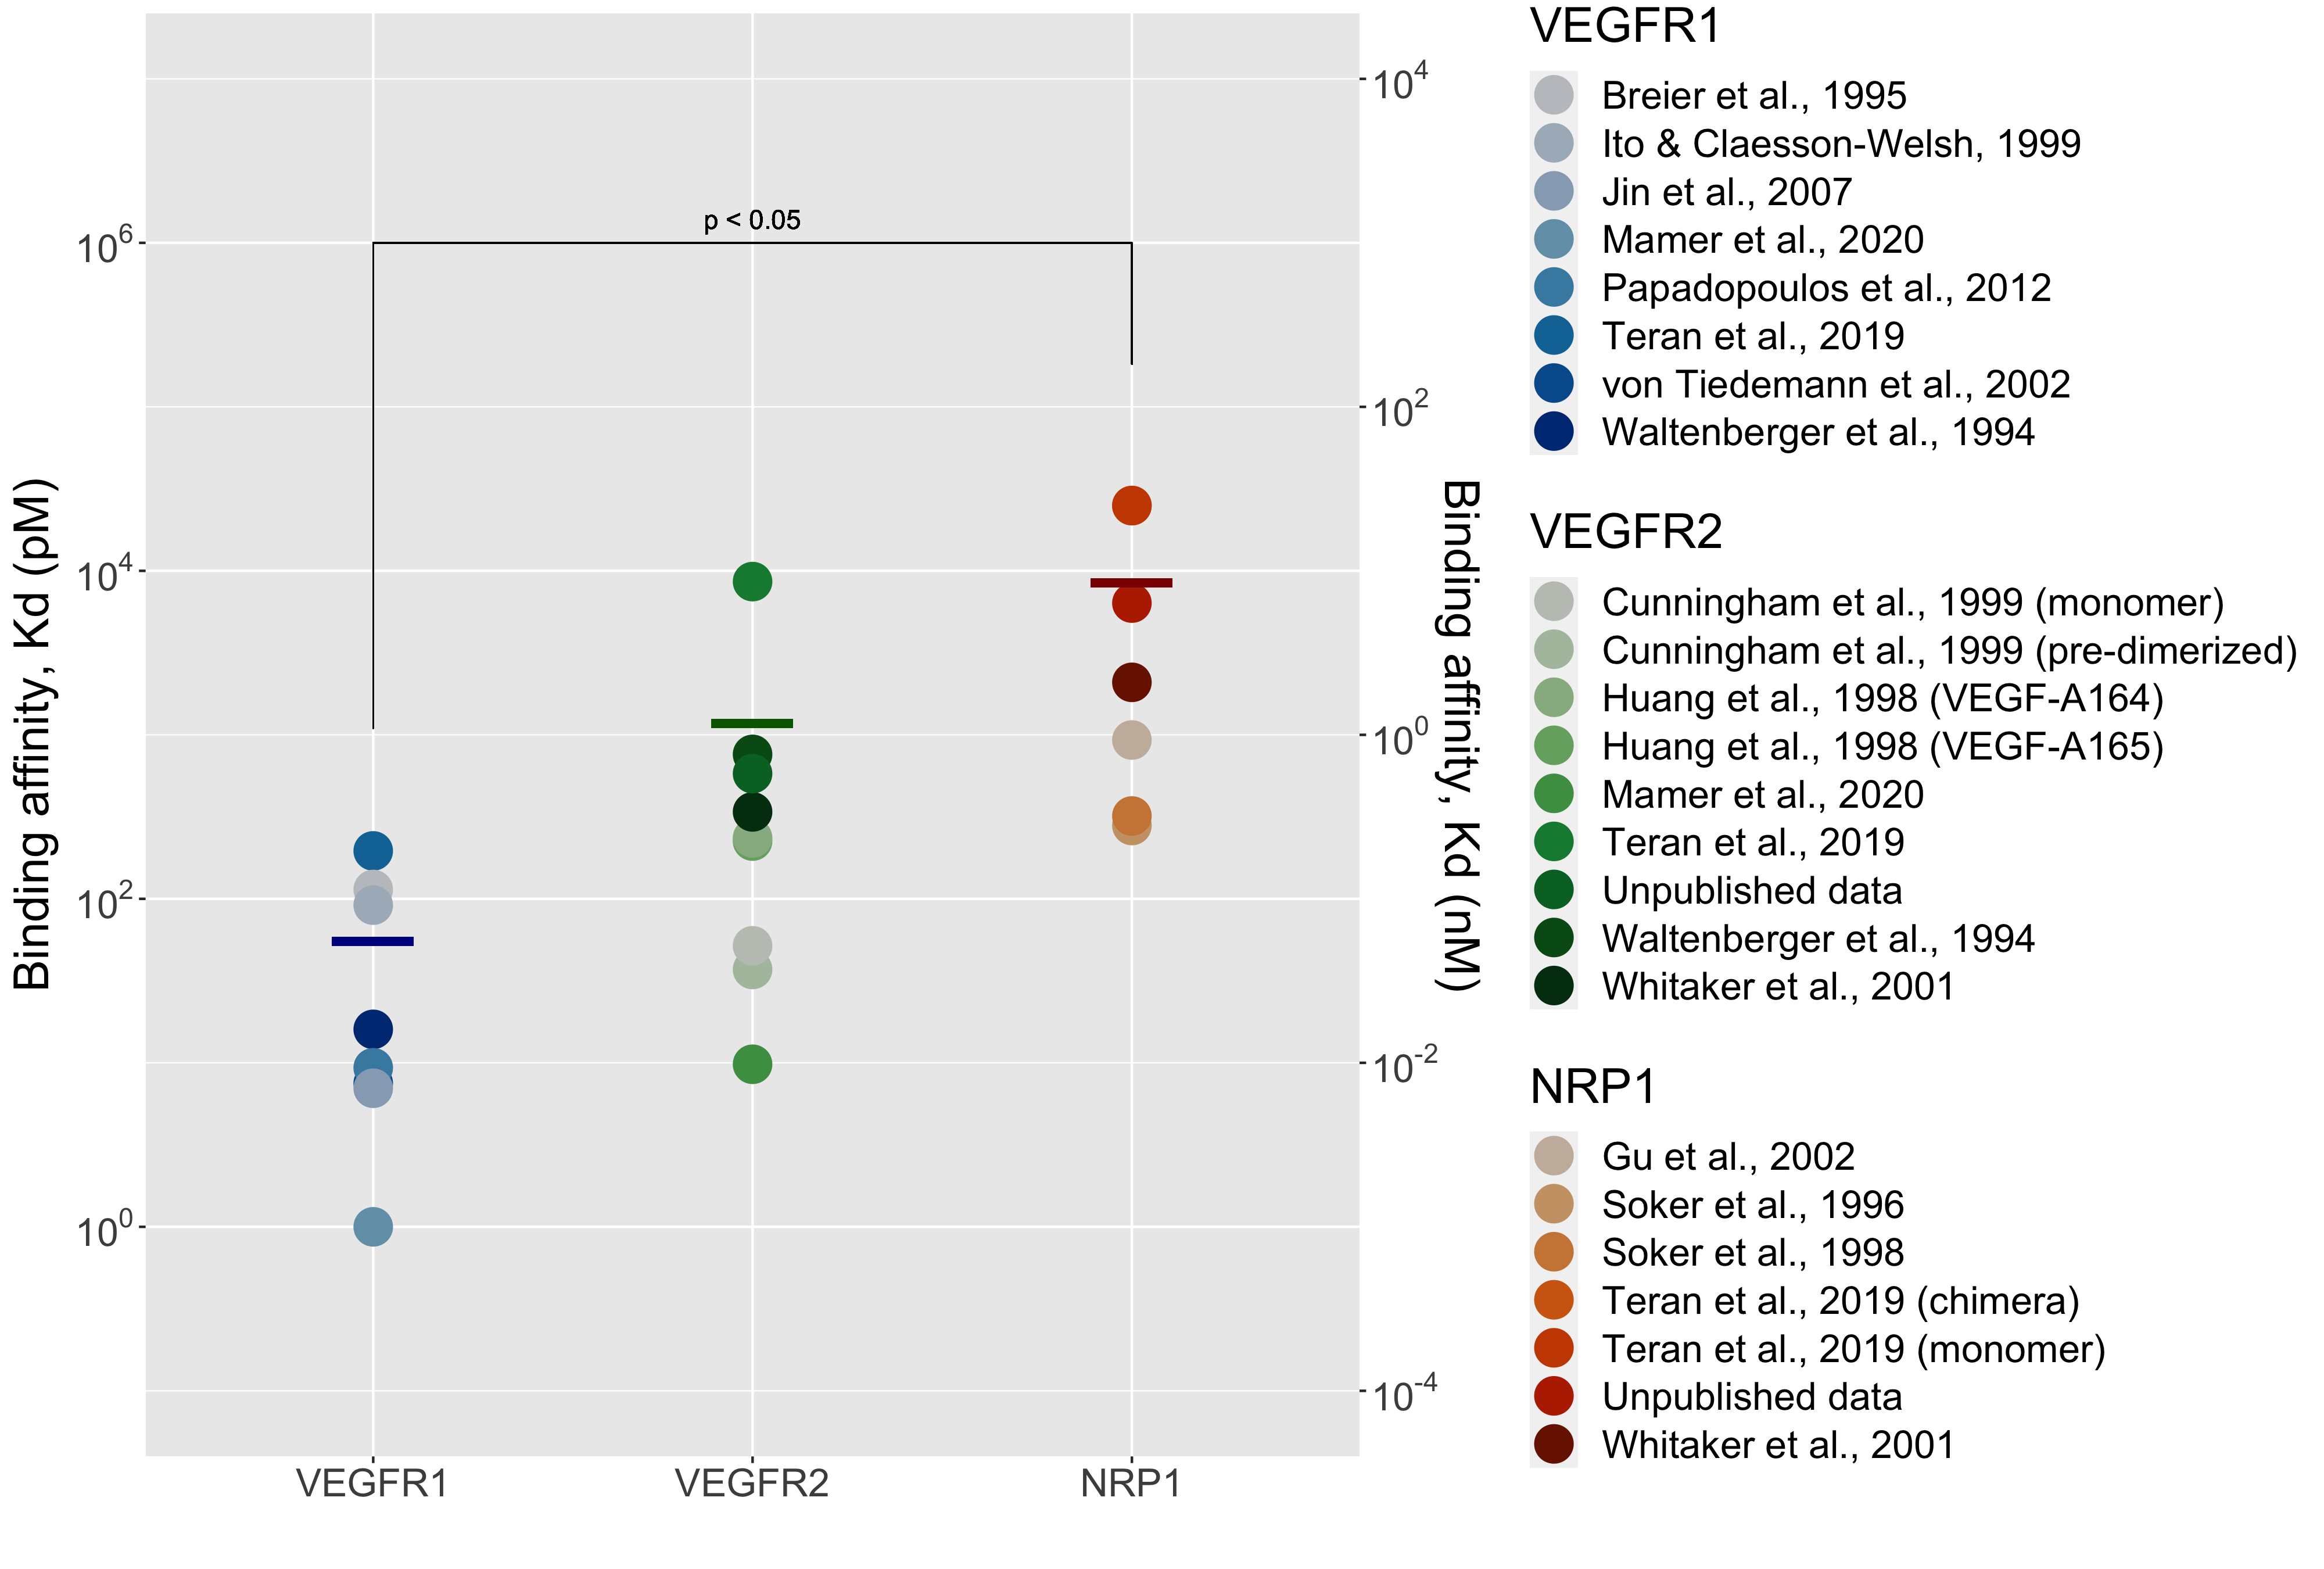 Binding affinity, Kd (pM)
10^6
10^4
10^2
10^0
p < 0.05
VEGFR1
VEGFR2
NRP1
10^4
10^2
10^0
10^-2
10^-4
Binding affinity, Kd (nM)
VEGFR1
Breier et al., 1995
Ito & Claesson-Welsh, 1999
Jin et al., 2007
Mamer et al., 2020
Papadopoulos et al., 2012
Teran et al., 2019
von Tiedemann et al., 2002
Waltenberger et al., 1994
VEGFR2
Cunningham et al., 1999 (monomer)
Cunningham et al., 1999 (pre-dimerized)
Huang et al., 1998 (VEGF-A164)
Huang et al., 1998 (VEGF-A165)
Mamer et al., 2020
Teran et al., 2019
Unpublished data
Waltenberger et al., 1994
Whitaker et al., 2001
NRP1
Gu et al., 2002
Soker et al., 1996
Soker et al., 1998
Teran et al., 2019 (chimera)
Teran et al., 2019 (monomer)
Unpublished data
Whitaker et al., 2001